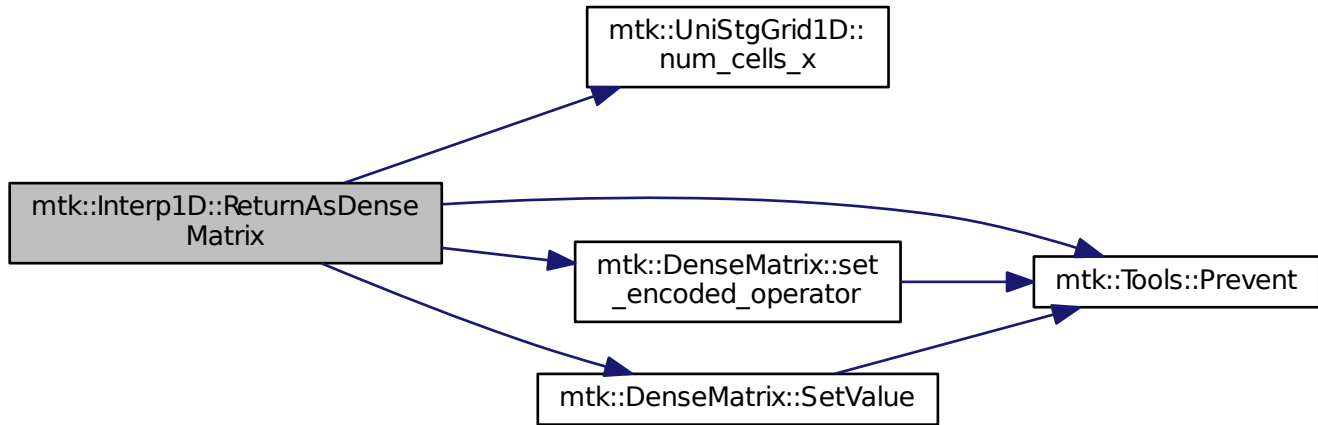 mtk::UniStgGrid1D::
num_cells_x
mtk::Interp1D::ReturnAsDense
Matrix
mtk::DenseMatrix::set
_encoded_operator
mtk::Tools::Prevent
mtk::DenseMatrix::SetValue